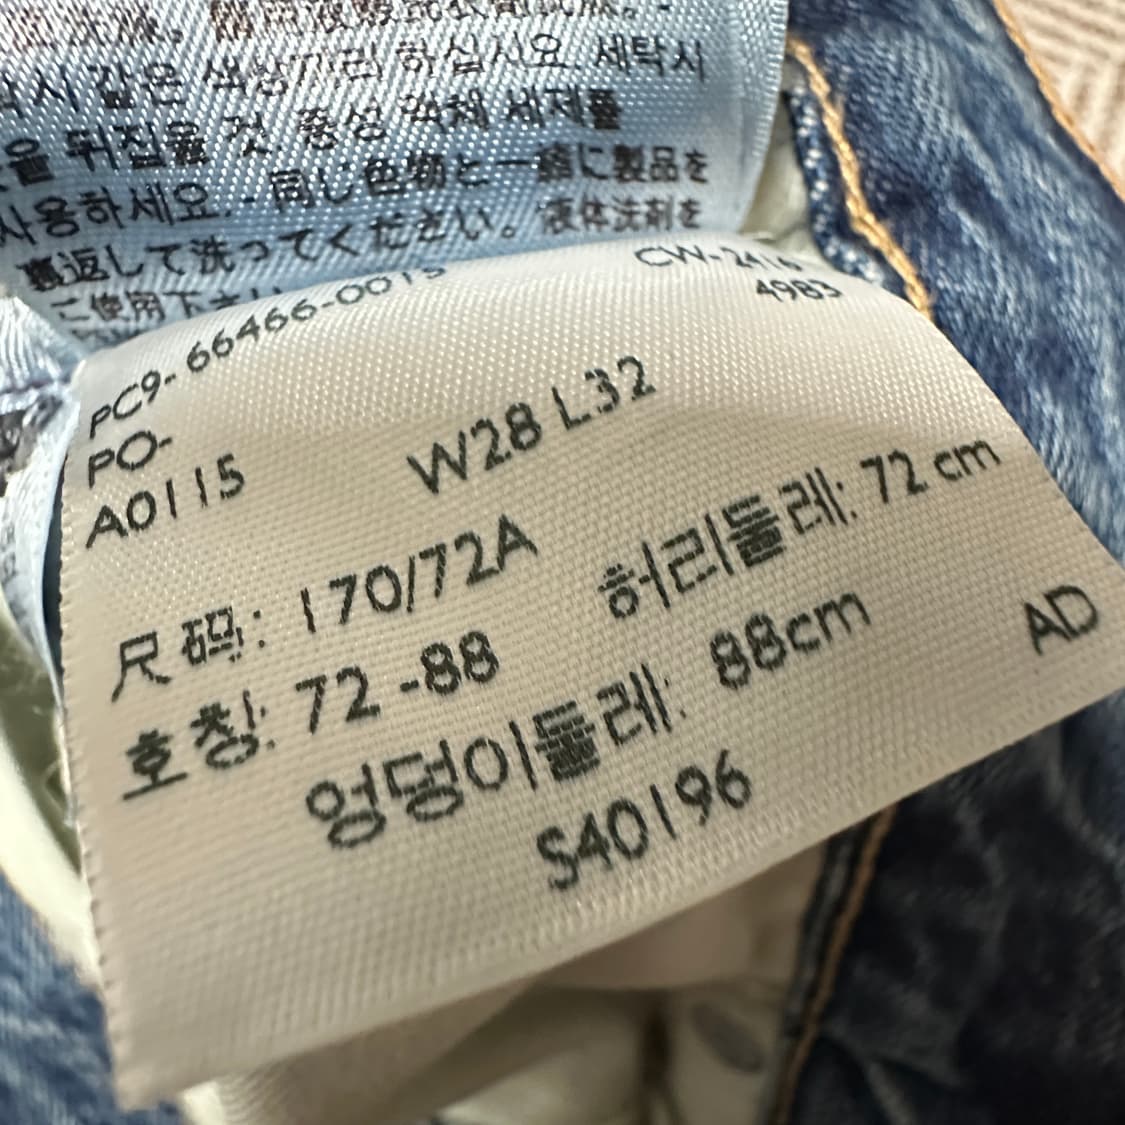 하십시요. 세탁시
시 같은 색상끼리
을 뒤집을 것. 중성 액체 세제를
사용하세요. - 同じ色物と一緒に製品を
裏返して洗ってください。液体洗剤を
ご使用下さい
PC9-66466-0015
CW-2416
4983
PO-
A0115
W28 L32
尺码: 170/72A
허리둘레: 72 cm
호칭: 72 -88
엉덩이둘레: 88cm
AD
S40196